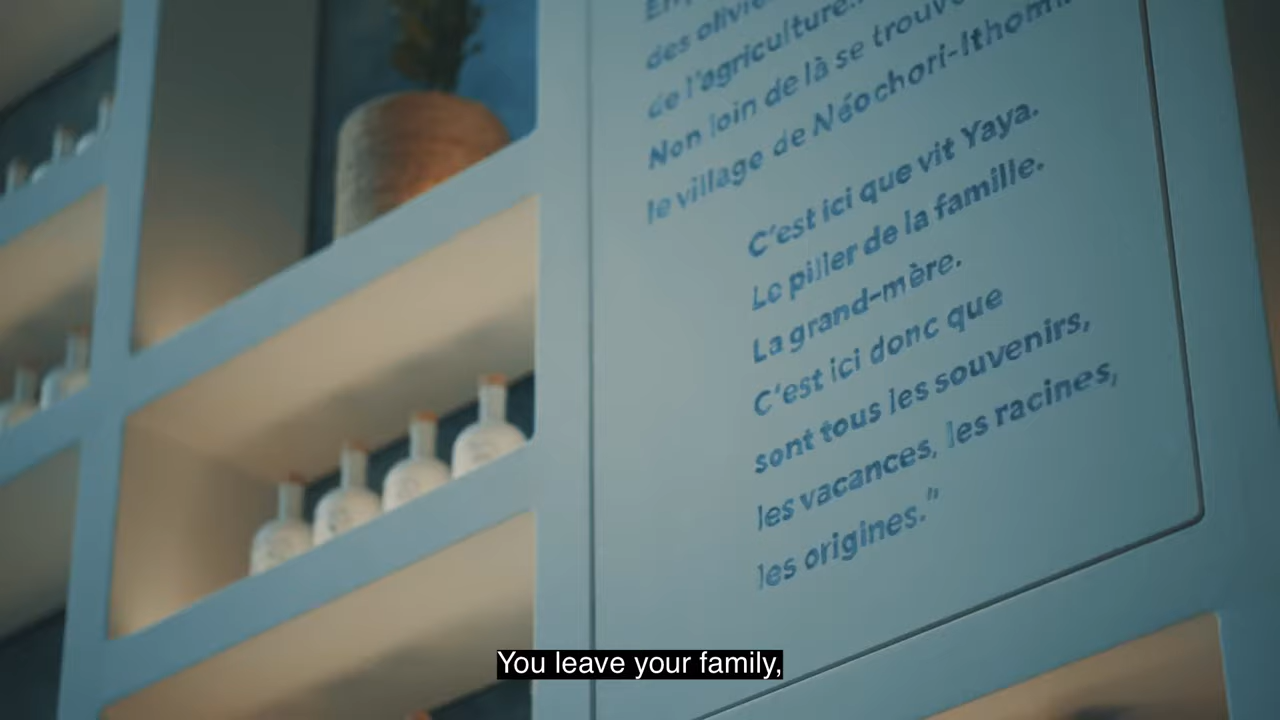 des olivie
de l'agriculture..
Non loin de là se trouve
le village de Néochori-Ithom
C'est ici que vit Yaya.
Le pilier de la famille.
La grand-mère.
C'est ici donc que
sont tous les souvenirs,
les vacances, les racines,
les origines."
You leave your family,